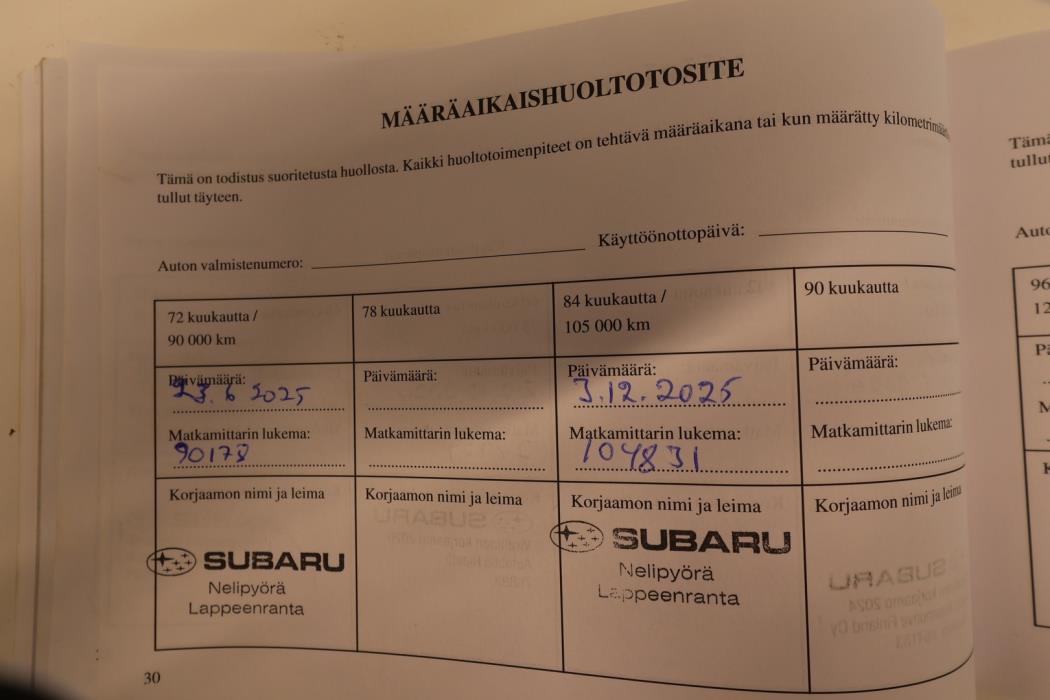 MÄÄRÄAIKAISHUOLTOTOSITE
Tämä on todistus suoritetusta huollosta. Kaikki huoltotoimenpiteet on tehtävä määräaikana tai kun määrätty
tullut täyteen.
Auton valmistenumero:
Käyttöönottopäivä:
72 kuukautta /
90 000 km
Päivämäärä:
23.6 2025
Matkamittarin lukema:
90178
Korjaamon nimi ja leima
SUBARU
Nelipyörä
Lappeenranta
78 kuukautta
Päivämäärä:
Matkamittarin lukema:
Korjaamon nimi ja leima
84 kuukautta /
105 000 km
Päivämäärä:
3.12.2025
Matkamittarin lukema:
104831
Korjaamon nimi ja leima
SUBARU
Nelipyörä
Lappeenranta
90 kuukautta
Päivämäärä:
Matkamittarin lukema:
Korjaamon nimi ja leima
30